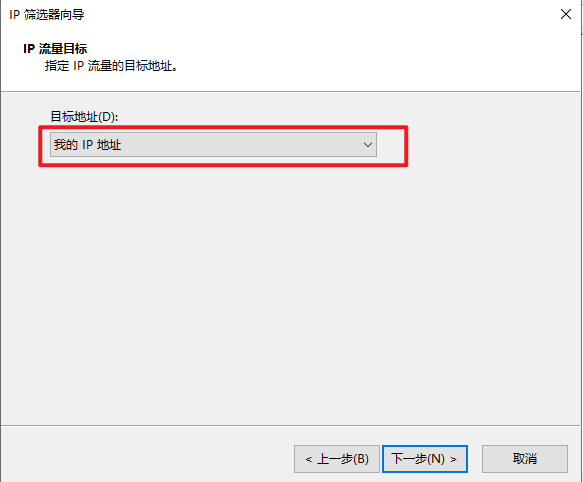 IP 筛选器向导
IP 流量目标
指定 IP 流量的目标地址。
目标地址(D):
我的 IP 地址
< 上一步(B) 下一步(N) > 取消